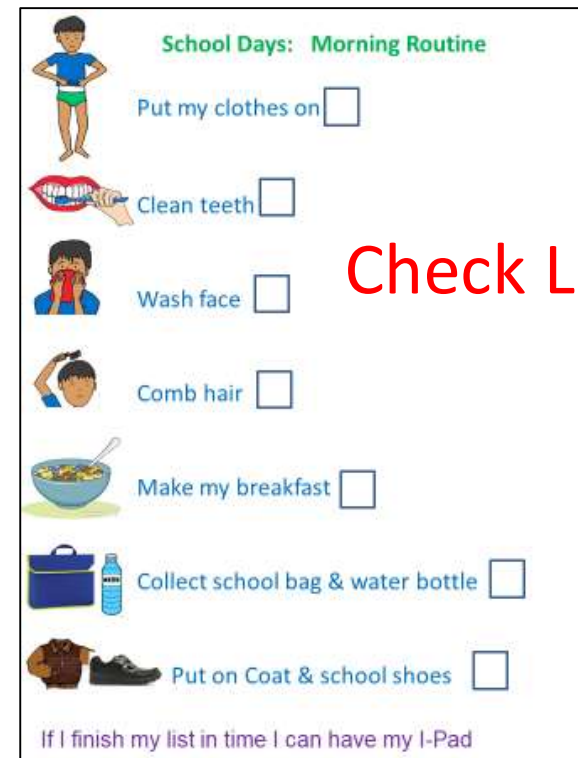 School Days: Morning Routine
Put my clothes on
Clean teeth
Check L
Wash face
Comb hair
Make my breakfast
Collect school bag & water bottle
Put on Coat & school shoes
If I finish my list in time I can have my I-Pad